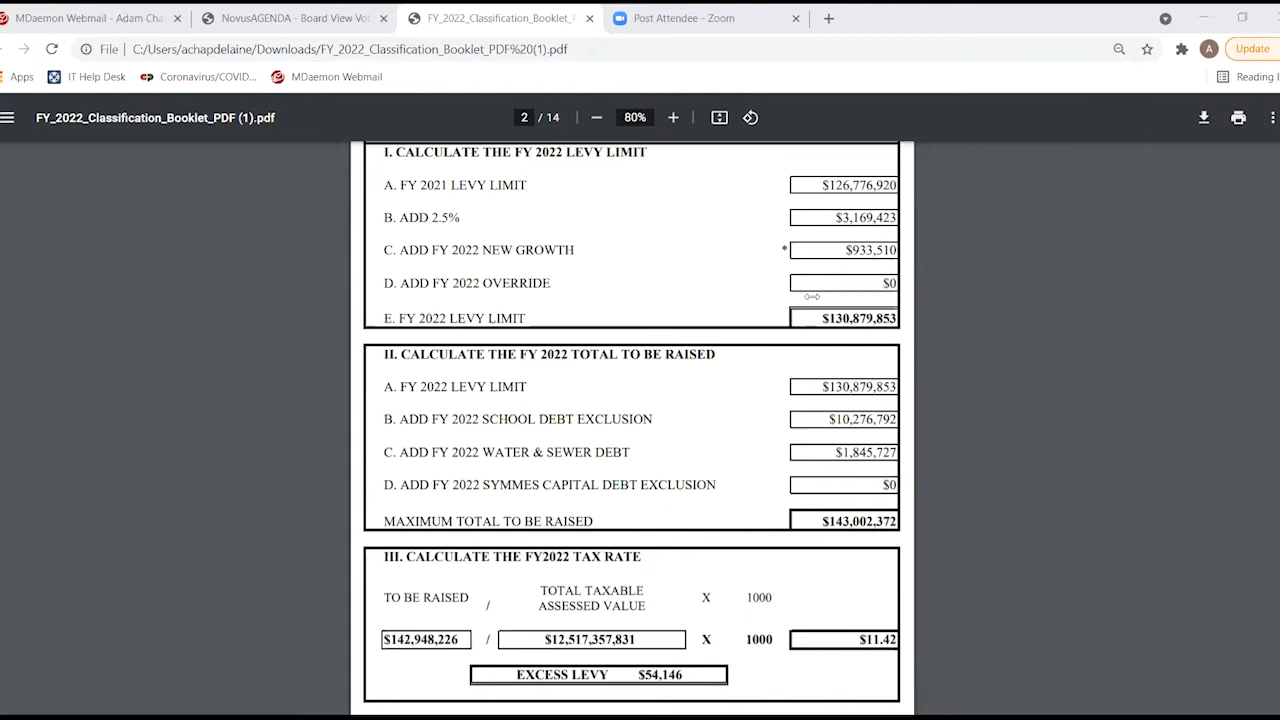 MDaemon Webmail - Adam Cha
NovusAGENDA - Board View Vot
FY_2022_Classification_Booklet_P
Post Attendee - Zoom
File C:/Users/achapdelaine/Downloads/FY_2022_Classification_Booklet_PDF%20(1).pdf
A Update
Apps IT Help Desk Coronavirus/COVID... MDaemon Webmail Reading
FY_2022_Classification_Booklet_PDF (1).pdf 2 / 14 80%
I. CALCULATE THE FY 2022 LEVY LIMIT
A. FY 2021 LEVY LIMIT $126,776,920
B. ADD 2.5% $3,169,423
C. ADD FY 2022 NEW GROWTH * $933,510
D. ADD FY 2022 OVERRIDE $0
E. FY 2022 LEVY LIMIT $130,879,853
II. CALCULATE THE FY 2022 TOTAL TO BE RAISED
A. FY 2022 LEVY LIMIT $130,879,853
B. ADD FY 2022 SCHOOL DEBT EXCLUSION $10,276,792
C. ADD FY 2022 WATER & SEWER DEBT $1,845,727
D. ADD FY 2022 SYMMES CAPITAL DEBT EXCLUSION $0
MAXIMUM TOTAL TO BE RAISED $143,002,372
III. CALCULATE THE FY2022 TAX RATE
TO BE RAISED / TOTAL TAXABLE ASSESSED VALUE X 1000
$142,948,226 / $12,517,357,831 X 1000 $11.42
EXCESS LEVY $54,146